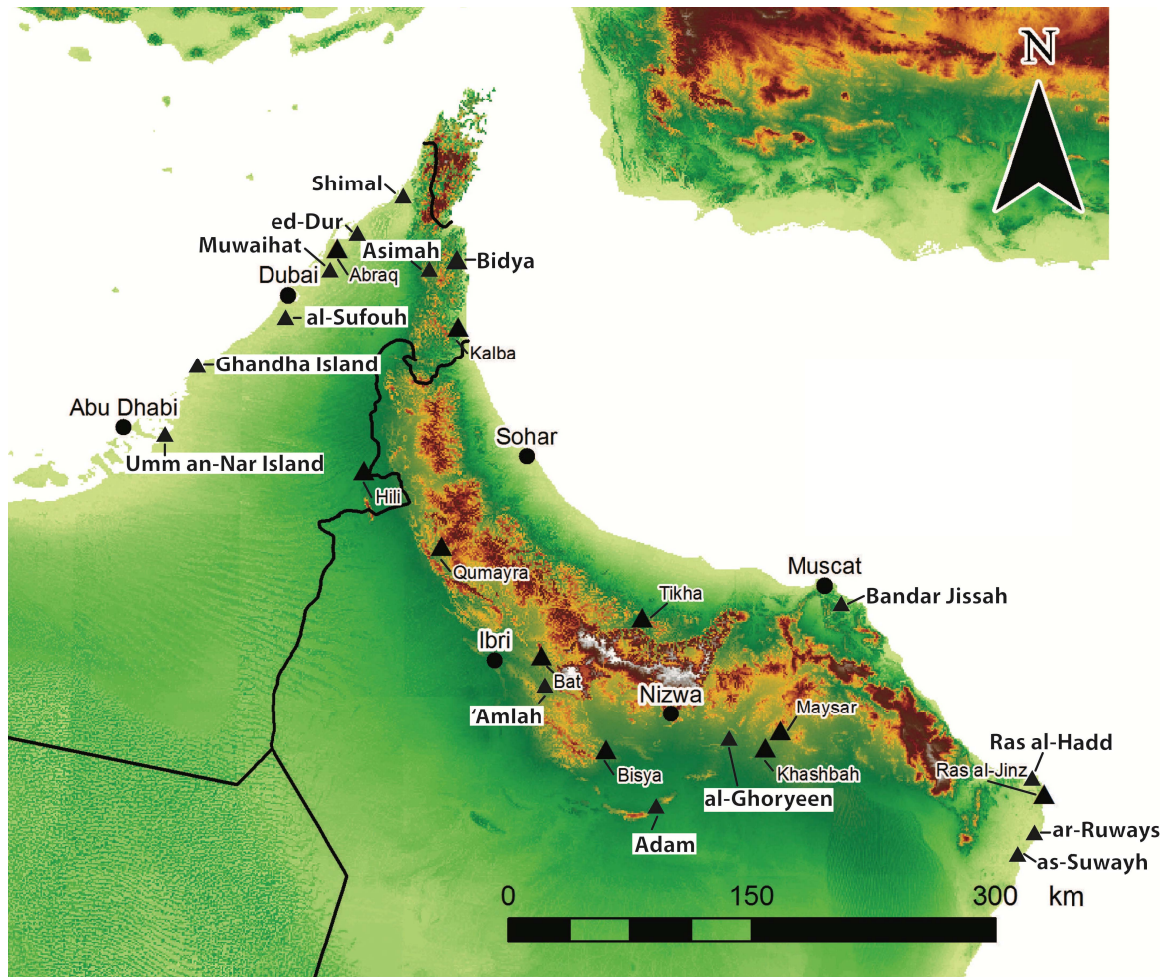 N
Shimal
ed-Dur
Muwaihat
Asimah
Bidya
Dubai
Abraq
al-Sufouh
Kalba
Ghandha Island
Abu Dhabi
Sohar
Umm an-Nar Island
Hili
Qumayra
Muscat
Tikha
Bandar Jissah
Ibri
Bat
Nizwa
‘Amlah
Maysar
Ras al-Hadd
Bisya
Khashbah
Ras al-Jinz
al-Ghoryeen
Adam
ar-Ruways
as-Suwayh
0 150 300 km